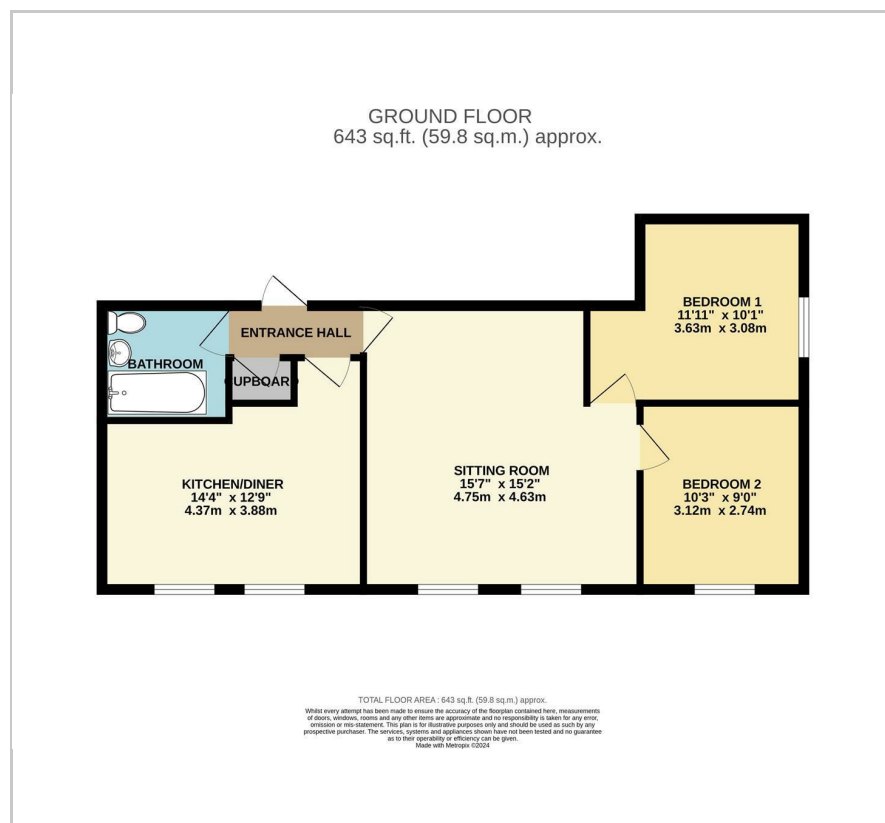 GROUND FLOOR
643 sq.ft. (59.8 sq.m.) approx.
BEDROOM 1
11'11" x 10'1"
3.63m x 3.08m
ENTRANCE HALL
BATHROOM
CUPBOARD
SITTING ROOM
15'7" x 15'2"
4.75m x 4.63m
KITCHEN/DINER
14'4" x 12'9"
4.37m x 3.88m
BEDROOM 2
10'3" x 9'0"
3.12m x 2.74m
TOTAL FLOOR AREA : 643 sq.ft. (59.8 sq.m.) approx.
Whilst every attempt has been made to ensure the accuracy of the floorplan contained here, measurements
of doors, windows, rooms and any other items are approximate and no responsibility is taken for any error,
omission or mis-statement. This plan is for illustrative purposes only and should be used as such by any
prospective purchaser. The services, systems and appliances shown have not been tested and no guarantee
as to their operability or efficiency can be given.
Made with Metropix ©2024